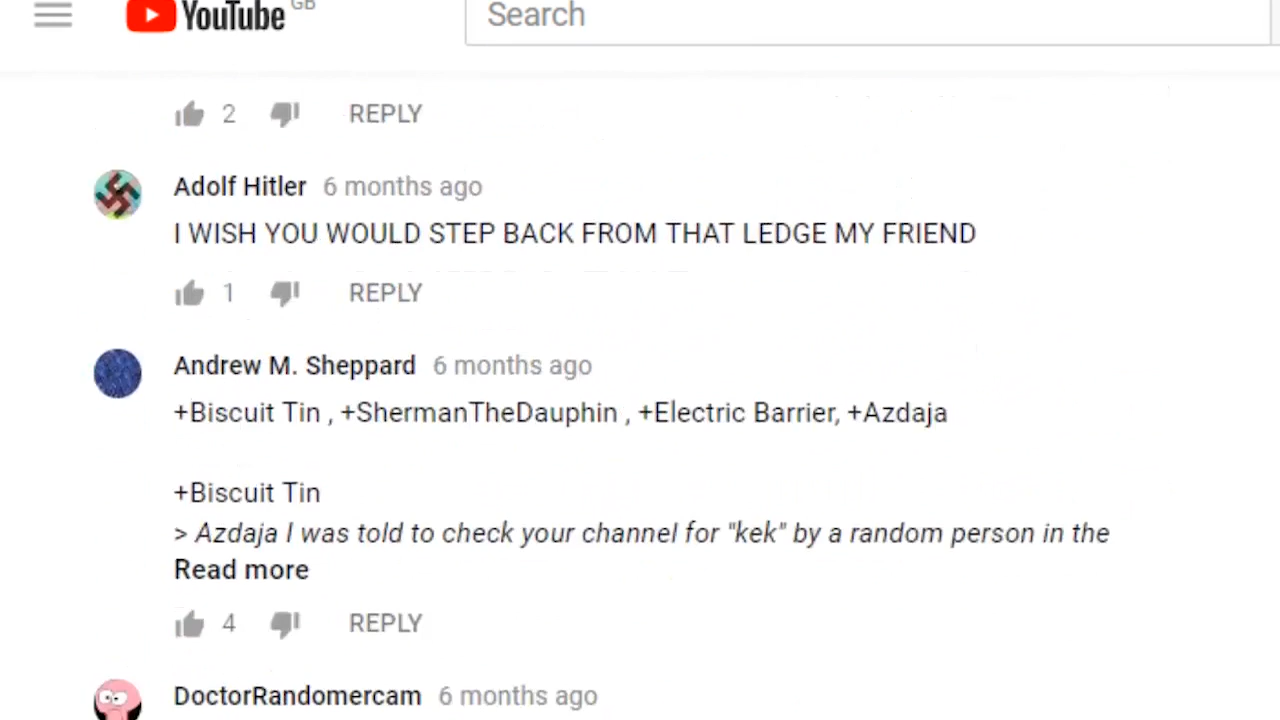 YouTube GB
Search
2 REPLY
Adolf Hitler 6 months ago
I WISH YOU WOULD STEP BACK FROM THAT LEDGE MY FRIEND
1 REPLY
Andrew M. Sheppard 6 months ago
+Biscuit Tin , +ShermanTheDauphin , +Electric Barrier, +Azdaja
+Biscuit Tin
> Azdaja I was told to check your channel for "kek" by a random person in the
Read more
4 REPLY
DoctorRandomercam 6 months ago